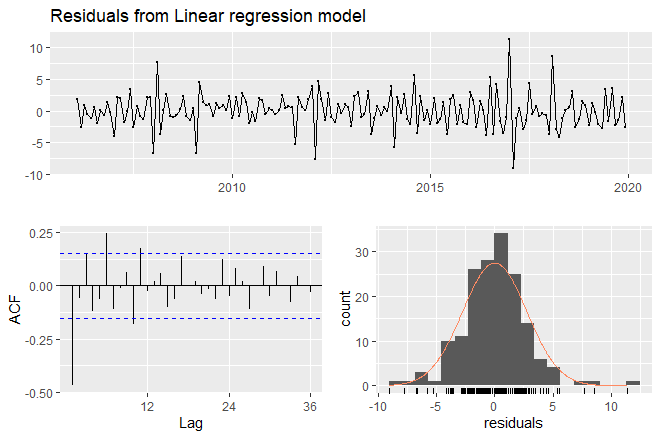 Residuals from Linear regression model
10
5
0
-5
-10
2010 2015 2020
0.25
0.00
-0.25
-0.50
ACF
12 24 36
Lag
30
20
10
0
count
-10 -5 0 5 10
residuals